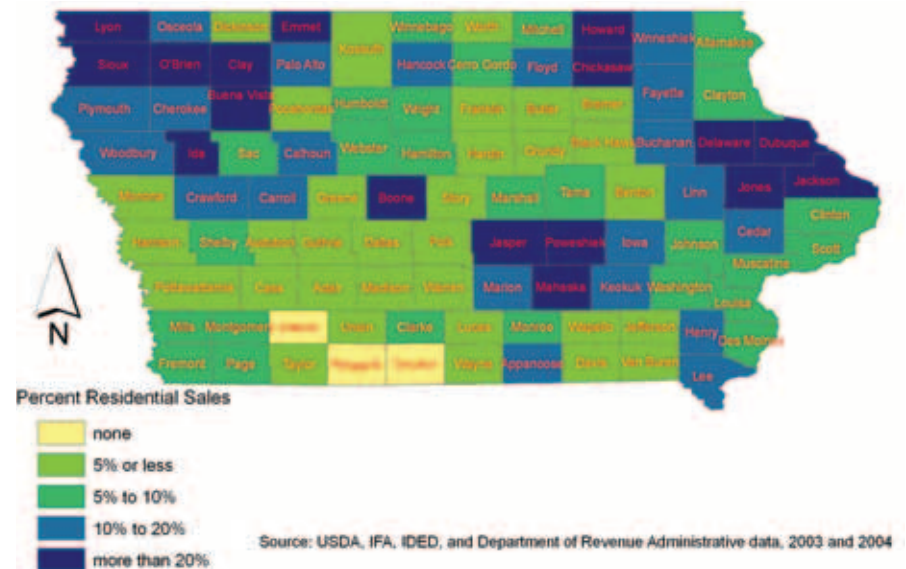 Lyon Osceola Dickinson Emmet Winnebago Worth Mitchell Howard Winneshiek Allamakee
Kossuth
Sioux O'Brien Clay Palo Alto Hancock Cerro Gordo Floyd Chickasaw
Buena Vista Fayette Clayton
Plymouth Cherokee Pocahontas Humboldt Wright Franklin Butler Bremer
Woodbury Ida Sac Calhoun Webster Hamilton Hardin Grundy Black Hawk Buchanan Delaware Dubuque
Monona Crawford Carroll Greene Boone Story Marshall Tama Benton Linn Jones Jackson
Clinton
Harrison Shelby Audubon Guthrie Dallas Polk Jasper Poweshiek Iowa Johnson Cedar Scott
Muscatine
Pottawattamie Cass Adair Madison Warren Marion Mahaska Keokuk Washington
Louisa
Mills Montgomery Union Clarke Lucas Monroe Wapello Jefferson Henry Des Moines
Fremont Page Taylor Wayne Appanoose Davis Van Buren Lee
N
Percent Residential Sales
none
5% or less
5% to 10%
10% to 20%
more than 20%
Source: USDA, IFA, IDED, and Department of Revenue Administrative data, 2003 and 2004